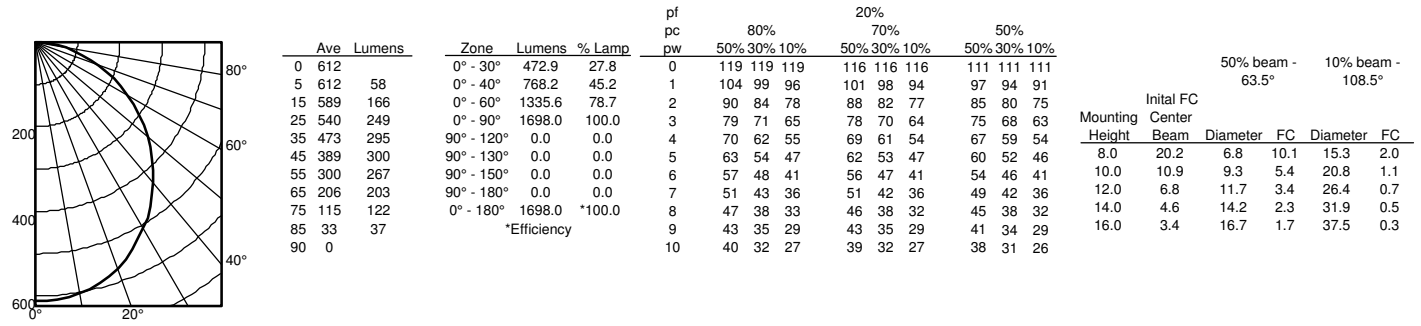 80°
60°
40°
200
400
600
0° 20°
Ave Lumens
0 612
5 612 58
15 589 166
25 540 249
35 473 295
45 389 300
55 300 267
65 206 203
75 115 122
85 33 37
90 0
Zone Lumens % Lamp
0° - 30° 472.9 27.8
0° - 40° 768.2 45.2
0° - 60° 1335.6 78.7
0° - 90° 1698.0 100.0
90° - 120° 0.0 0.0
90° - 130° 0.0 0.0
90° - 150° 0.0 0.0
90° - 180° 0.0 0.0
0° - 180° 1698.0 *100.0
*Efficiency
pf 20%
pc 80% 70% 50%
pw 50% 30% 10% 50% 30% 10% 50% 30% 10%
0 119 119 119 116 116 116 111 111 111
1 104 99 96 101 98 94 97 94 91
2 90 84 78 88 82 77 85 80 75
3 79 71 65 78 70 64 75 68 63
4 70 62 55 69 61 54 67 59 54
5 63 54 47 62 53 47 60 52 46
6 57 48 41 56 47 41 54 46 41
7 51 43 36 51 42 36 49 42 36
8 47 38 33 46 38 32 45 38 32
9 43 35 29 43 35 29 41 34 29
10 40 32 27 39 32 27 38 31 26
50% beam - 10% beam -
63.5° 108.5°
Inital FC
Mounting Center
Height Beam Diameter FC Diameter FC
8.0 20.2 6.8 10.1 15.3 2.0
10.0 10.9 9.3 5.4 20.8 1.1
12.0 6.8 11.7 3.4 26.4 0.7
14.0 4.6 14.2 2.3 31.9 0.5
16.0 3.4 16.7 1.7 37.5 0.3